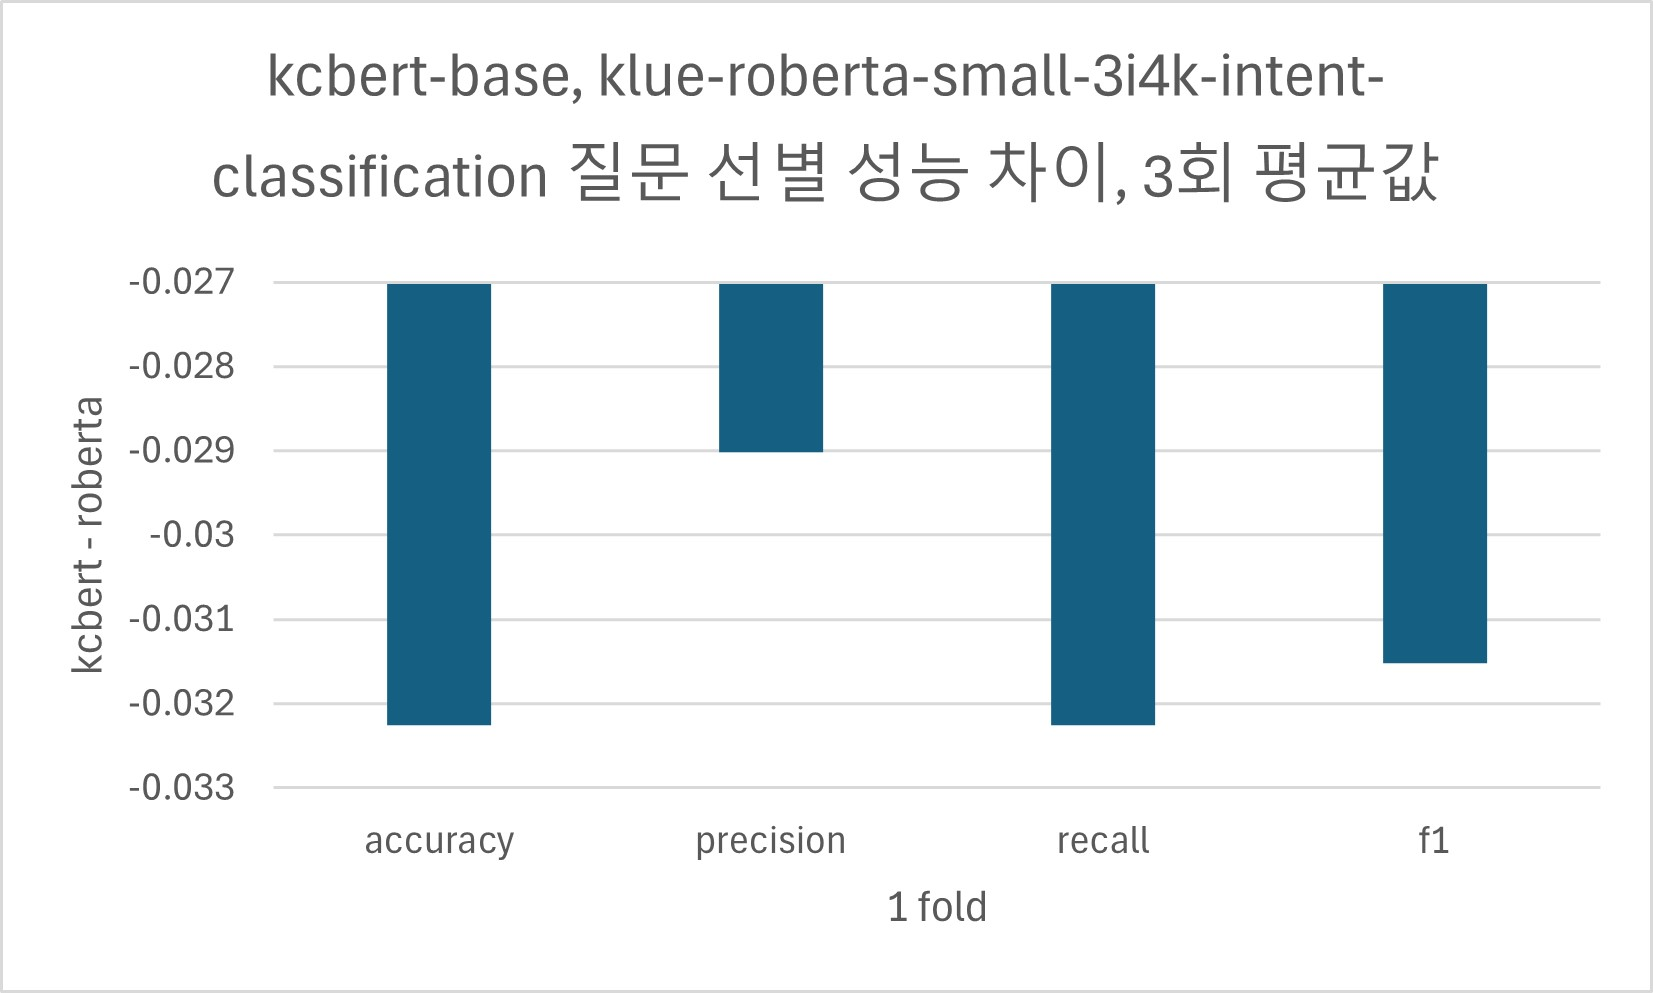 kcbert-base, klue-roberta-small-3i4k-intent-
classification 질문 선별 성능 차이, 3회 평균값
-0.027
-0.028
-0.029
-0.03
-0.031
-0.032
-0.033
kcbert - roberta
accuracy precision recall f1
1 fold